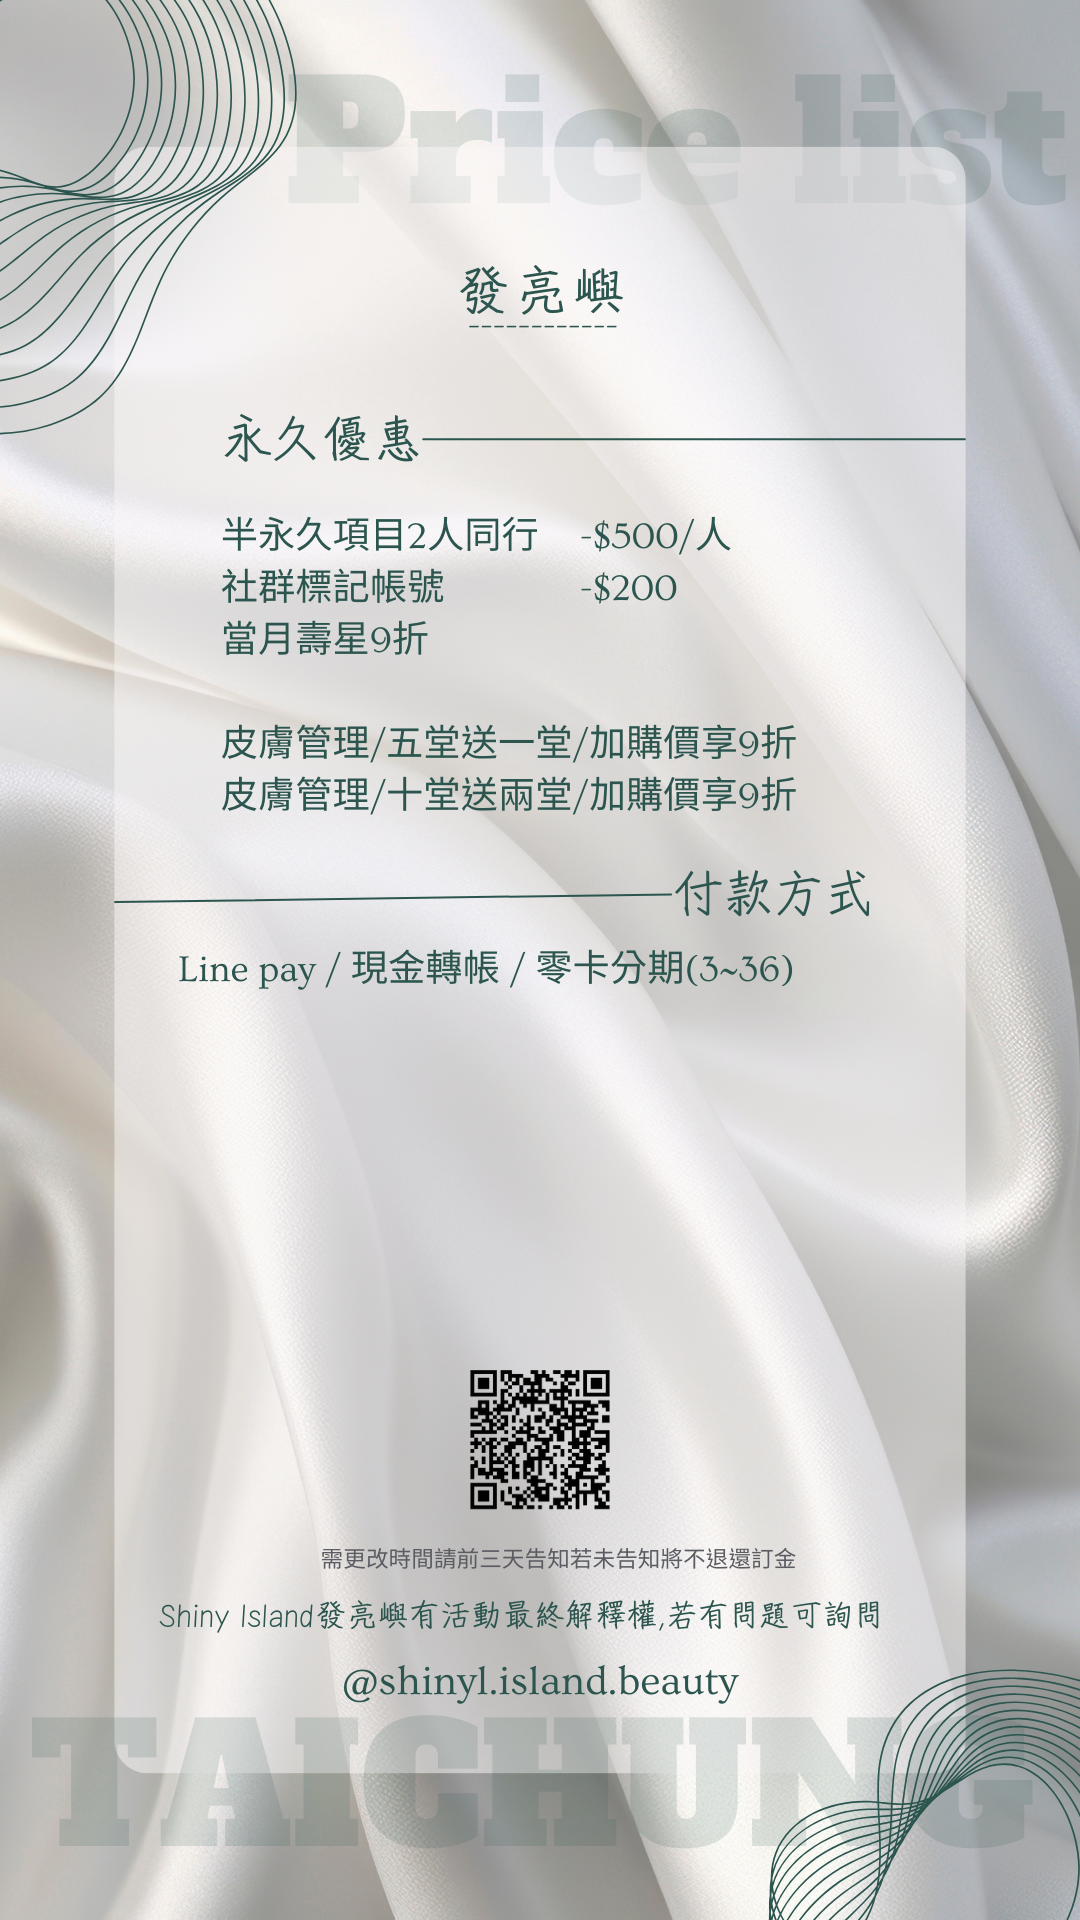 Price list
發亮嶼
永久優惠
半永久項目2人同行 -$500/人
社群標記帳號 -$200
當月壽星9折
皮膚管理/五堂送一堂/加購價享9折
皮膚管理/十堂送兩堂/加購價享9折
付款方式
Line pay / 現金轉帳 / 零卡分期(3~36)
需更改時間請前三天告知若未告知將不退還訂金
Shiny Island發亮嶼有活動最終解釋權,若有問題可詢問
@shinyl.island.beauty
TAICHUNG